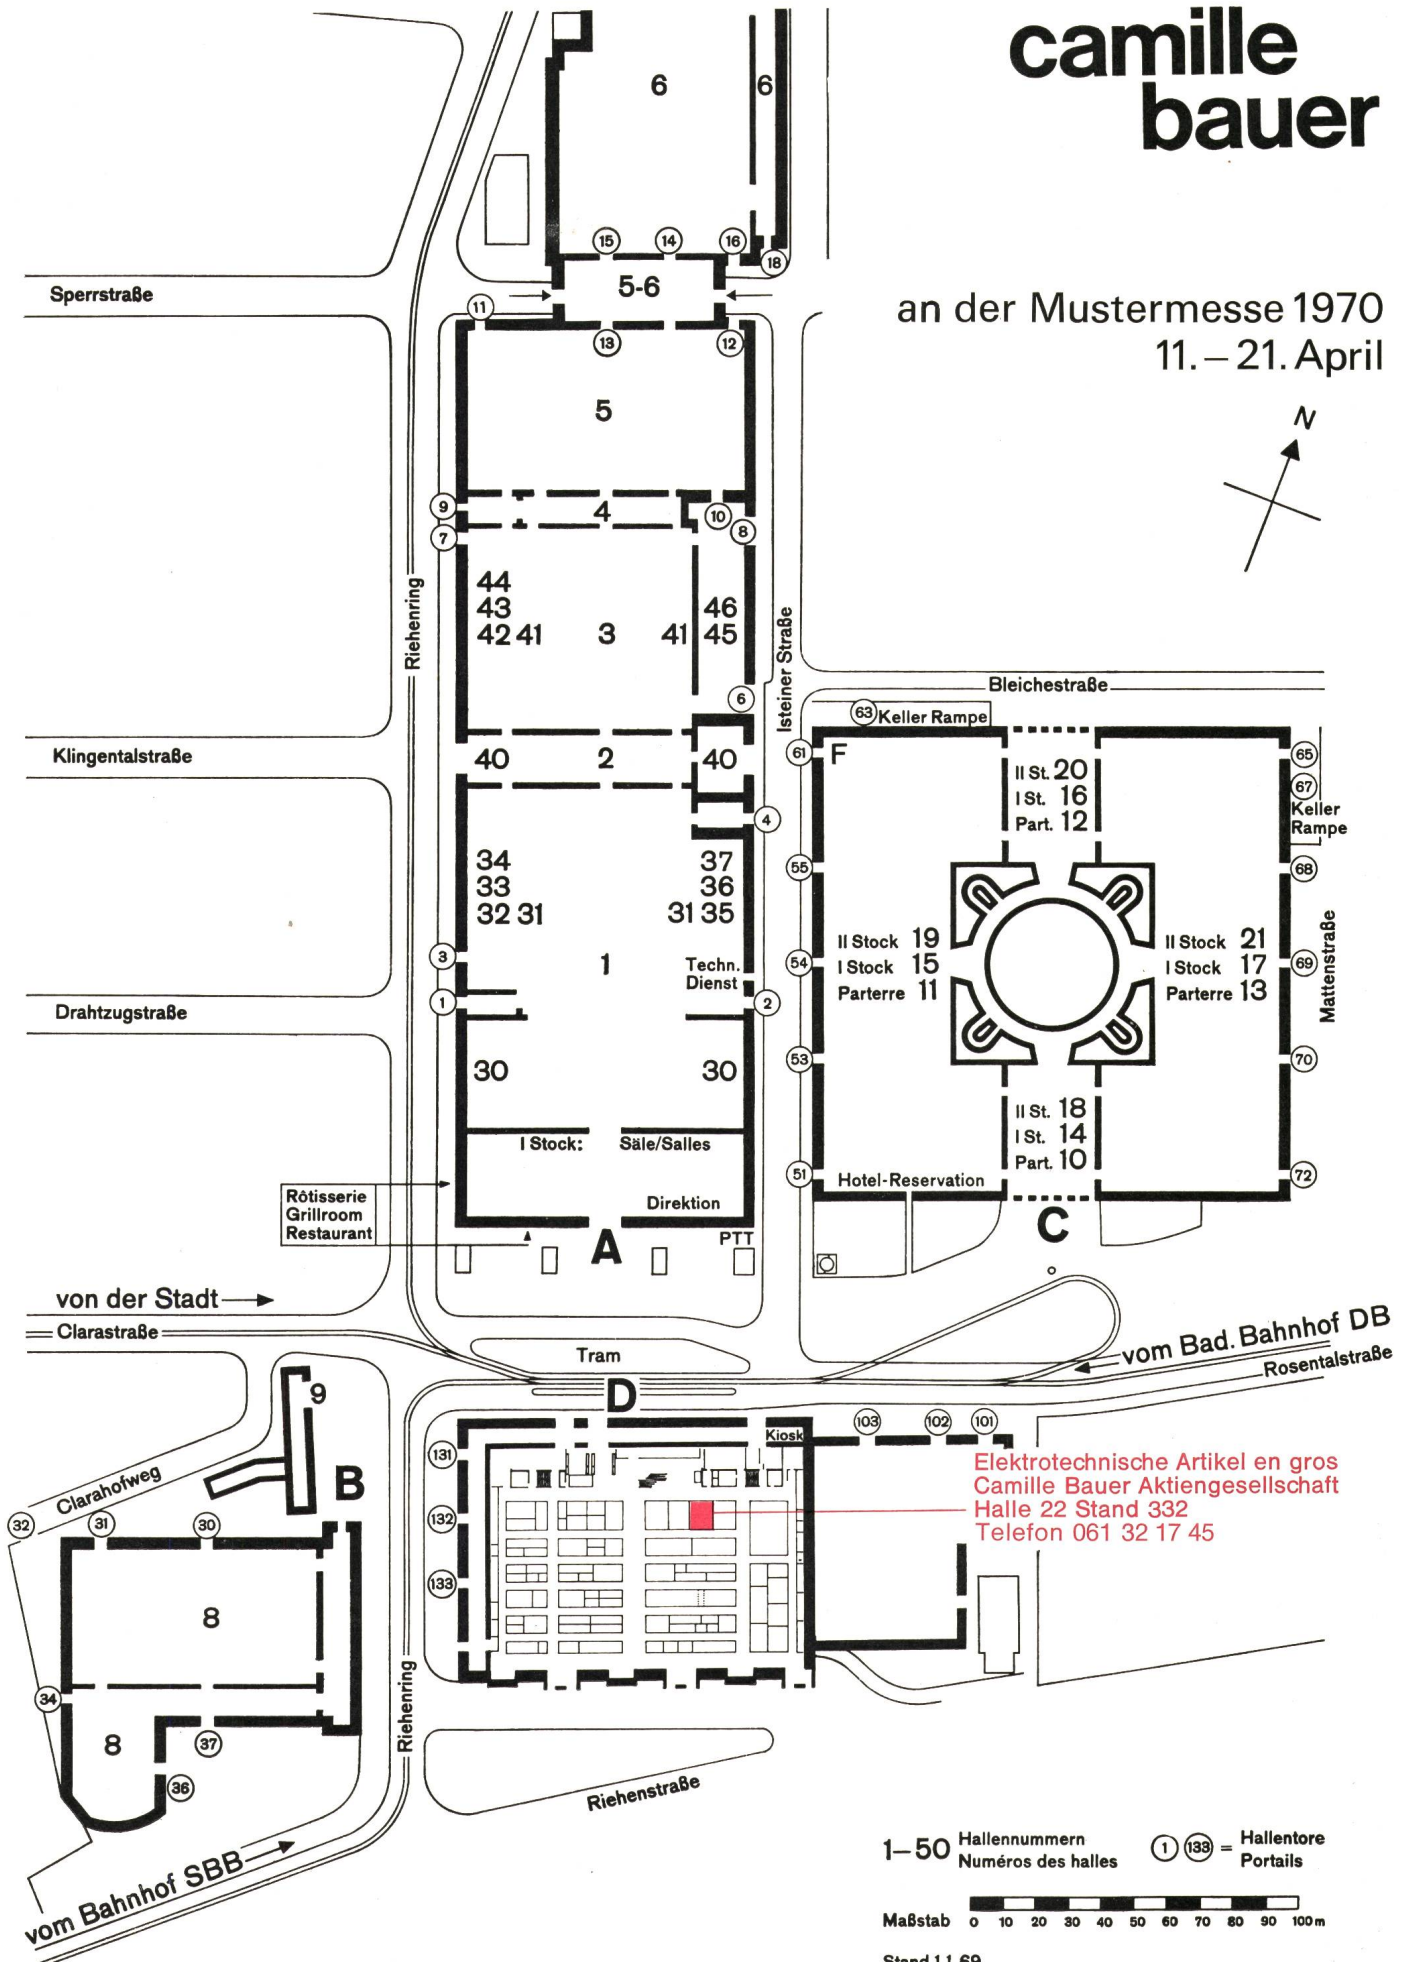 camille
bauer
6 6
15 14 16
18
5-6
Sperrstraße
11
13 12
an der Mustermesse 1970
11. – 21. April
N
5
9
4
10
8
7
Riehenring
44
43
42 41
3
41
46
45
Isteiner Straße
6
Bleichestraße
63 Keller Rampe
Klingentalstraße
40 2 40
4
61 F
II St. 20
I St. 16
Part. 12
65
67
Keller
Rampe
34
33
32 31
37
36
31 35
55
68
3
1
Techn.
Dienst
54
II Stock 19
I Stock 15
Parterre 11
II Stock 21
I Stock 17
Parterre 13
69
Mattenstraße
Drahtzugstraße
1
2
30 30
53
70
II St. 18
I St. 14
Part. 10
I Stock: Säle/Salles
51
Hotel-Reservation
72
Rôtisserie
Grillroom
Restaurant
Direktion
A
PTT
C
von der Stadt
Clarastraße
Tram
D
vom Bad. Bahnhof DB
Rosentalstraße
9
B
Clarahofweg
32 31 30
131
132
133
Kiosk
103 102 101
Elektrotechnische Artikel en gros
Camille Bauer Aktiengesellschaft
Halle 22 Stand 332
Telefon 061 32 17 45
8
34
8
37
36
Riehenring
Riehenstraße
vom Bahnhof SBB
1–50 Hallennummern
Numéros des halles
1 133 = Hallentore
Portails
Maßstab 0 10 20 30 40 50 60 70 80 90 100 m
Stand 1.1.69